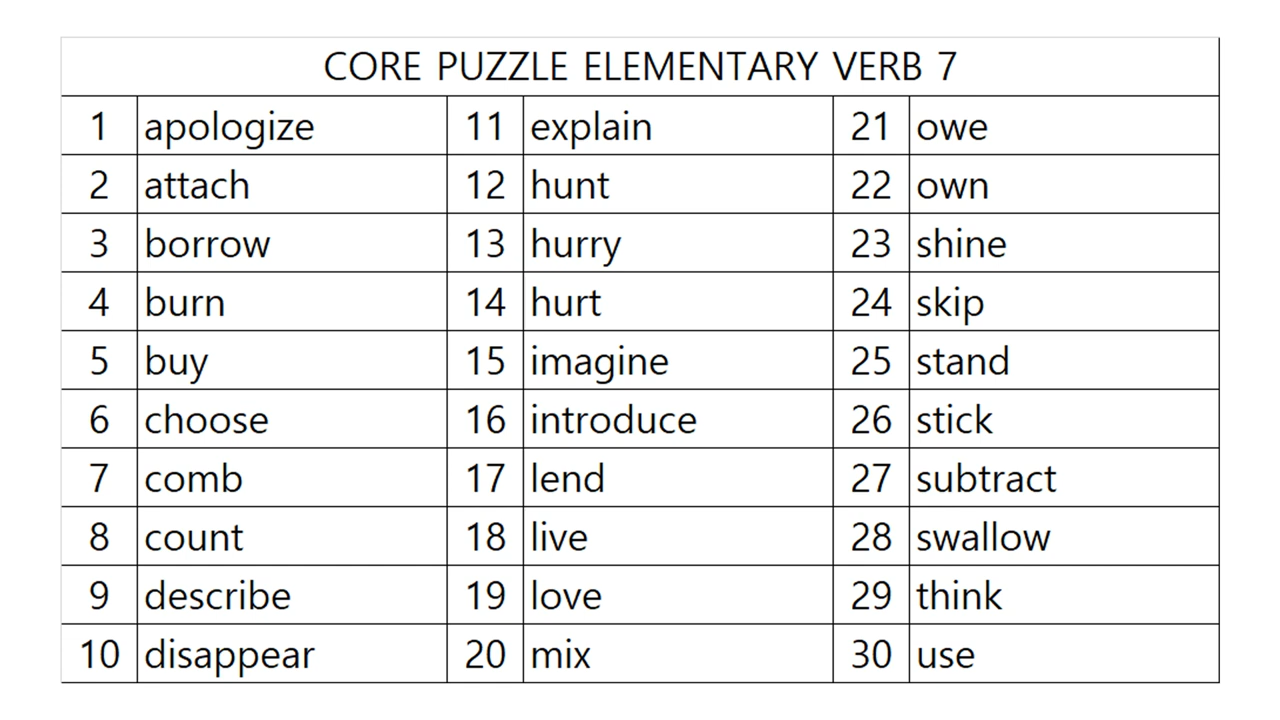 CORE PUZZLE ELEMENTARY VERB 7
1 apologize 11 explain 21 owe
2 attach 12 hunt 22 own
3 borrow 13 hurry 23 shine
4 burn 14 hurt 24 skip
5 buy 15 imagine 25 stand
6 choose 16 introduce 26 stick
7 comb 17 lend 27 subtract
8 count 18 live 28 swallow
9 describe 19 love 29 think
10 disappear 20 mix 30 use